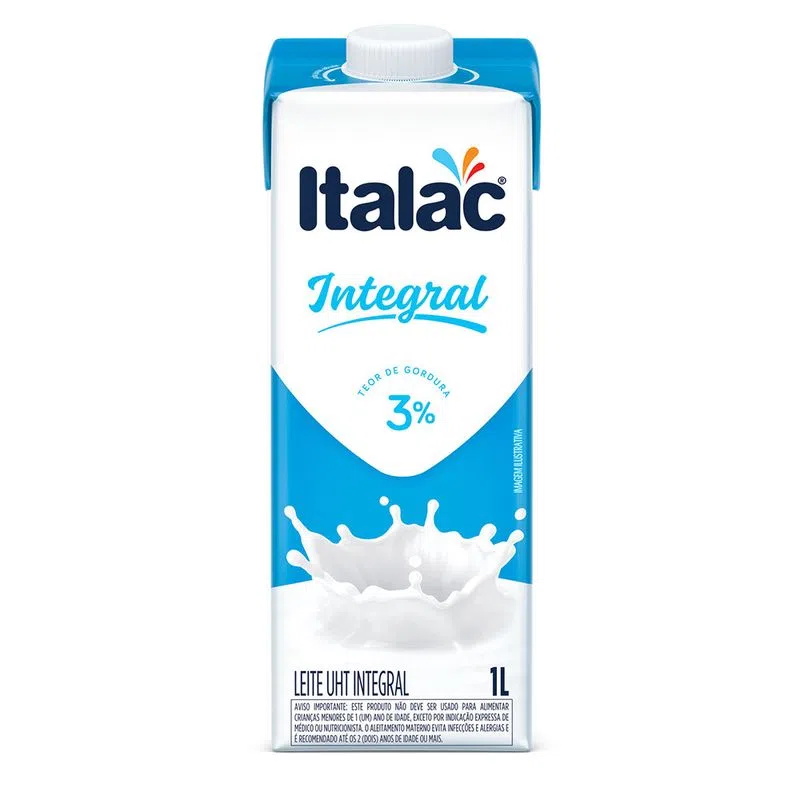 Italac®
Integral
TEOR DE GORDURA
3%
IMAGEM ILUSTRATIVA
LEITE UHT INTEGRAL 1L
AVISO IMPORTANTE: ESTE PRODUTO NÃO DEVE SER USADO PARA ALIMENTAR
CRIANÇAS MENORES DE 1 (UM) ANO DE IDADE, EXCETO POR INDICAÇÃO EXPRESSA DE
MÉDICO OU NUTRICIONISTA. O ALEITAMENTO MATERNO EVITA INFECÇÕES E ALERGIAS E
É RECOMENDADO ATÉ OS 2 (DOIS) ANOS DE IDADE OU MAIS.